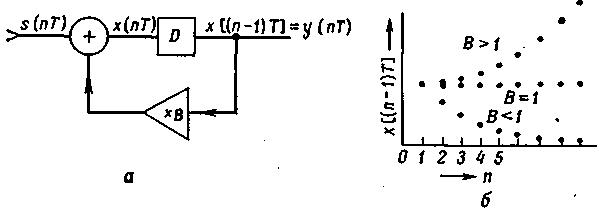 s(nT) + x(nT) D x[(n-1)T]=y(nT)
×B
а
x[(n-1)T]
B>1
B=1
B<1
0 1 2 3 4 5
n
б